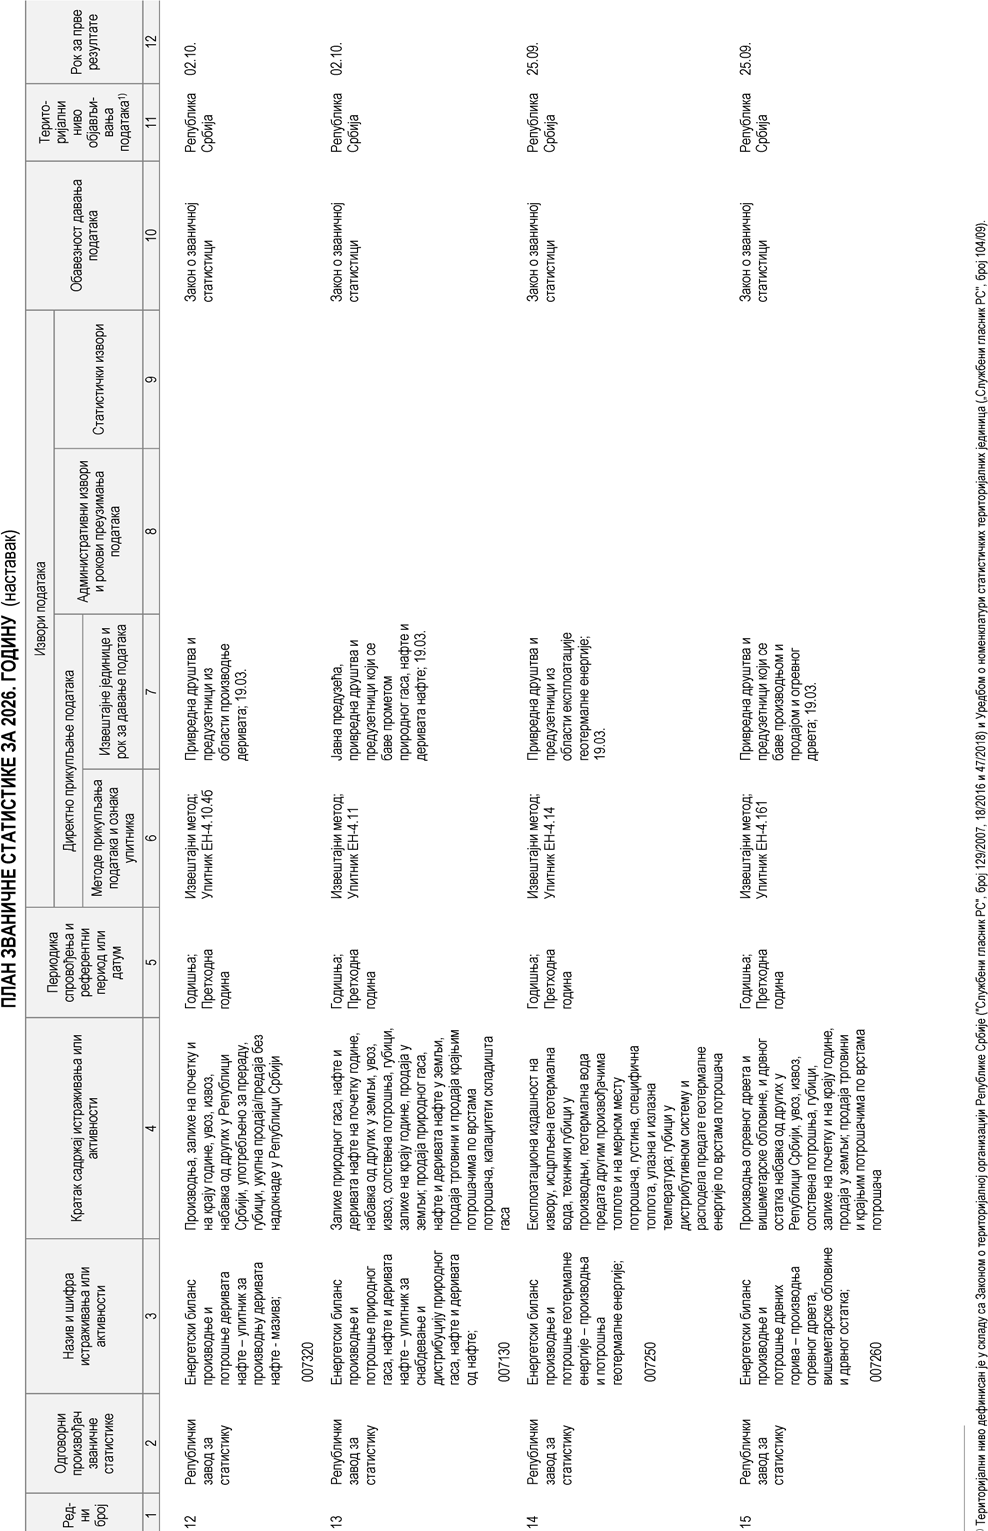 ПЛАН ЗВАНИЧНЕ СТАТИСТИКЕ ЗА 2026. ГОДИНУ (наставак)
Ред-
ни
број
Одговорни
произвођач
званичне
статистике
Назив и шифра
истраживања или
активности
Кратак садржај истраживања или
активности
Периодика
спровођења и
референтни
период или
датум
Извори података
Директно прикупљање података
Методе прикупљања
података и ознака
упитника
Извештајне јединице и
рок за давање података
Административни извори
и рокови преузимања
података
Статистички извори
Обавезност давања
података
Терито-
ријални
ниво
објављи-
вања
података1)
Рок за прве
резултате
1
2
3
4
5
6
7
8
9
10
11
12
12
Републички
завод за
статистику
Енергетски биланс
производње и
потрошње деривата
нафте – упитник за
производњу деривата
нафте - мазива;
007320
Производња, залихе на почетку и
на крају године, увоз, извоз,
набавка од других у Републици
Србији, употребљено за прераду,
губици, укупна продаја/предаја без
надокнаде у Републици Србији
Годишња;
Претходна
година
Извештајни метод;
Упитник ЕН-4.10.4б
Привредна друштва и
предузетници из
области производње
деривата; 19.03.
Закон о званичној
статистици
Република
Србија
02.10.
13
Републички
завод за
статистику
Енергетски биланс
производње и
потрошње природног
гаса, нафте и деривата
нафте – упитник за
снабдевање и
дистрибуцију природног
гаса, нафте и деривата
од нафте;
007130
Залихе природног гаса, нафте и
деривата нафте на почетку године,
набавка од других у земљи, увоз,
извоз, сопствена потрошња, губици,
залихе на крају године, продаја у
земљи; продаја природног гаса,
нафте и деривата нафте у земљи,
продаја трговини и продаја крајњим
потрошачима по врстама
потрошача, капацитети складишта
гаса
Годишња;
Претходна
година
Извештајни метод;
Упитник ЕН-4.11
Јавна предузећа,
привредна друштва и
предузетници који се
баве прометом
природног гаса, нафте и
деривата нафте; 19.03.
Закон о званичној
статистици
Република
Србија
02.10.
14
Републички
завод за
статистику
Енергетски биланс
производње и
потрошње геотермалне
енергије – производња
и потрошња
геотермалне енергије;
007250
Експлоатациона издашност на
извору, исцрпљена геотермална
вода, технички губици у
производњи, геотермална вода
предата другим произвођачима
топлоте и на мерном месту
потрошача, густина, специфична
топлота, улазна и излазна
температура; губици у
дистрибутивном систему и
расподела предате геотермалне
енергије по врстама потрошача
Годишња;
Претходна
година
Извештајни метод;
Упитник ЕН-4.14
Привредна друштва и
предузетници из
области експлоатације
геотермалне енергије;
19.03.
Закон о званичној
статистици
Република
Србија
25.09.
15
Републички
завод за
статистику
Енергетски биланс
производње и
потрошње дрвних
горива – производња
огревног дрвета,
вишеметарске обловине
и дрвног остатка;
007260
Производња огревног дрвета и
вишеметарске обловине, и дрвног
остатка набавка од других у
Републици Србији, увоз, извоз,
сопствена потрошња, губици,
залихе на почетку и на крају године,
продаја у земљи; продаја трговини
и крајњим потрошачима по врстама
потрошача
Годишња;
Претходна
година
Извештајни метод;
Упитник ЕН-4.161
Привредна друштва и
предузетници који се
баве производњом и
продајом и огревног
дрвета; 19.03.
Закон о званичној
статистици
Република
Србија
25.09.
) Територијални ниво дефинисан је у складу са Законом о територијалној организацији Републике Србије ("Службени гласник РС", број 129/2007, 18/2016 и 47/2018) и Уредбом о номенклатури статистичких територијалних јединица („Службени гласник РС", број 104/09).